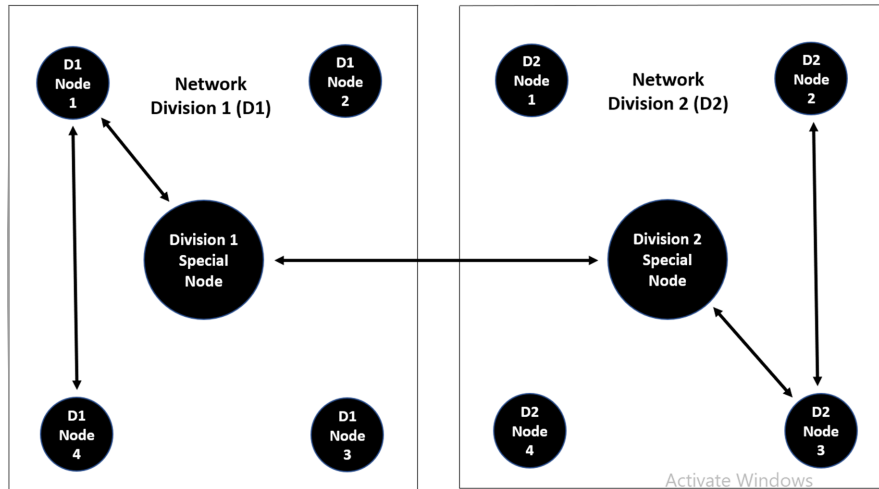 D1
Node
1
Network
Division 1 (D1)
D1
Node
2
Division 1
Special
Node
D1
Node
4
D1
Node
3
D2
Node
1
Network
Division 2 (D2)
D2
Node
2
Division 2
Special
Node
D2
Node
4
D2
Node
3
Activate Windows